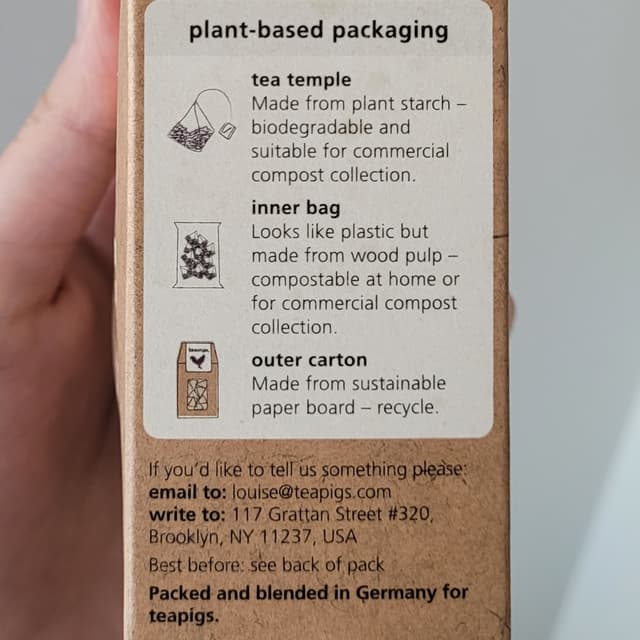 plant-based packaging
tea temple
Made from plant starch –
biodegradable and
suitable for commercial
compost collection.
inner bag
Looks like plastic but
made from wood pulp –
compostable at home or
for commercial compost
collection.
outer carton
Made from sustainable
paper board – recycle.
If you'd like to tell us something please:
email to: louise@teapigs.com
write to: 117 Grattan Street #320,
Brooklyn, NY 11237, USA
Best before: see back of pack
Packed and blended in Germany for
teapigs.